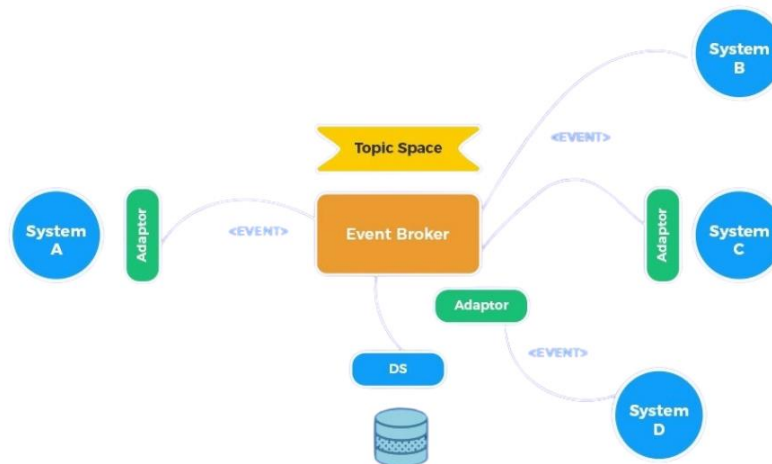 System
B
<EVENT>
Topic Space
System
A
Adaptor
<EVENT>
Event Broker
Adaptor
System
C
Adaptor
<EVENT>
DS
System
D